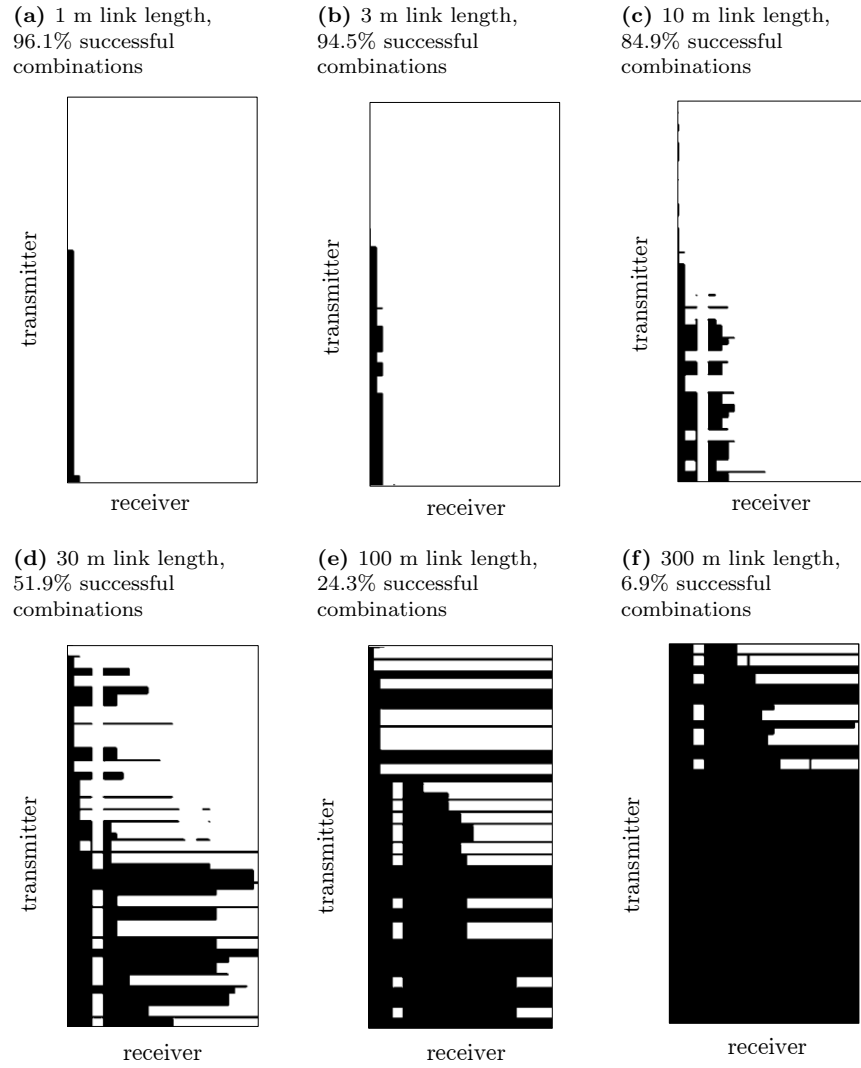 (a) 1 m link length,
96.1% successful
combinations
(b) 3 m link length,
94.5% successful
combinations
(c) 10 m link length,
84.9% successful
combinations
transmitter
receiver
transmitter
receiver
transmitter
receiver
(d) 30 m link length,
51.9% successful
combinations
(e) 100 m link length,
24.3% successful
combinations
(f) 300 m link length,
6.9% successful
combinations
transmitter
receiver
transmitter
receiver
transmitter
receiver